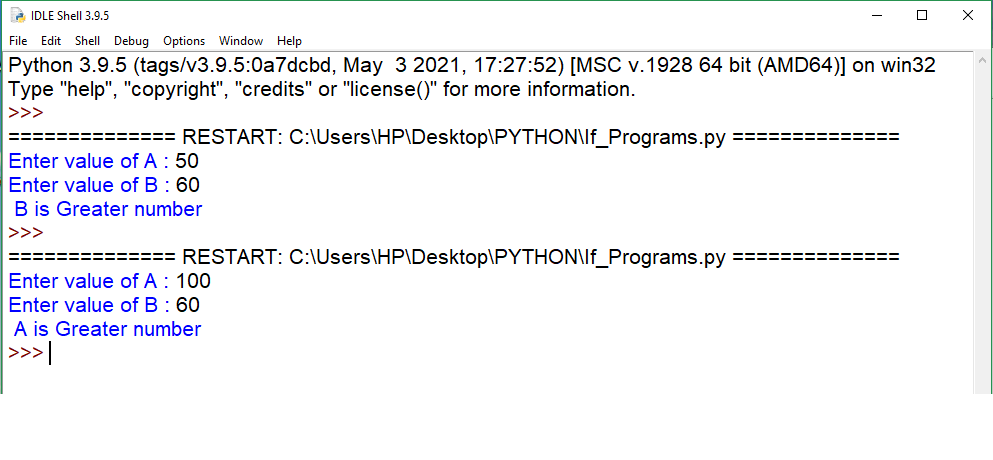 IDLE Shell 3.9.5
File Edit Shell Debug Options Window Help
Python 3.9.5 (tags/v3.9.5:0a7dcbd, May  3 2021, 17:27:52) [MSC v.1928 64 bit (AMD64)] on win32
Type "help", "copyright", "credits" or "license()" for more information.
>>>
============== RESTART: C:\Users\HP\Desktop\PYTHON\If_Programs.py ==============
Enter value of A : 50
Enter value of B : 60
 B is Greater number
>>>
============== RESTART: C:\Users\HP\Desktop\PYTHON\If_Programs.py ==============
Enter value of A : 100
Enter value of B : 60
 A is Greater number
>>>